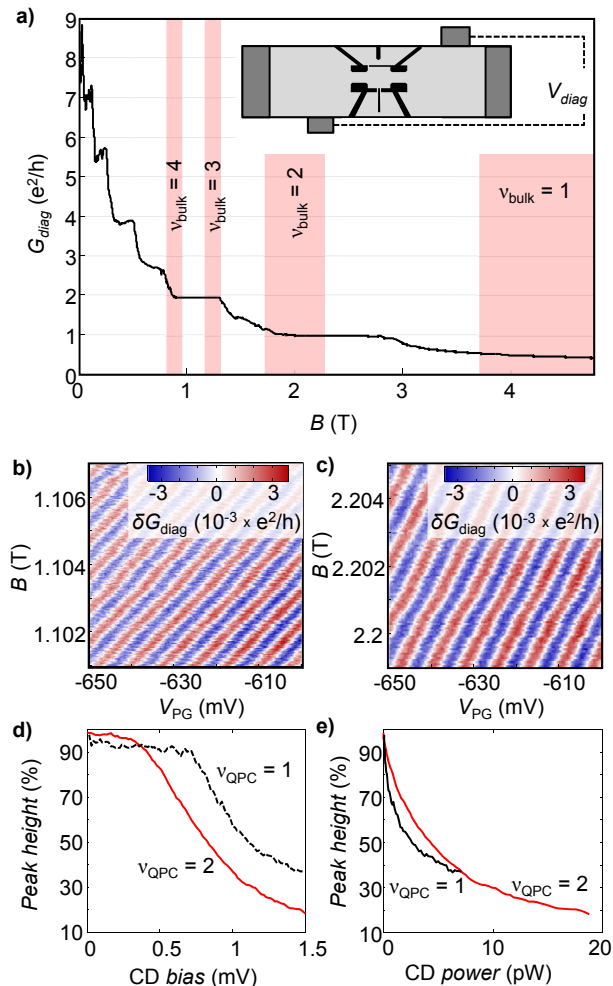 a)
G_diag (e²/h)
9
8
7
6
5
4
3
2
1
0
ν_bulk = 4
ν_bulk = 3
ν_bulk = 2
ν_bulk = 1
V_diag
0
1
2
3
4
B (T)
b)
-3
0
3
δG_diag (10⁻³ x e²/h)
B (T)
1.106
1.104
1.102
-650
-630
-610
V_PG (mV)
c)
-3
0
3
δG_diag (10⁻³ x e²/h)
B (T)
2.204
2.202
2.2
-650
-630
-610
V_PG (mV)
d)
Peak height (%)
90
70
50
30
10
ν_QPC = 1
ν_QPC = 2
0
0.5
1
1.5
CD bias (mV)
e)
Peak height (%)
90
70
50
30
10
ν_QPC = 1
ν_QPC = 2
0
10
20
CD power (pW)